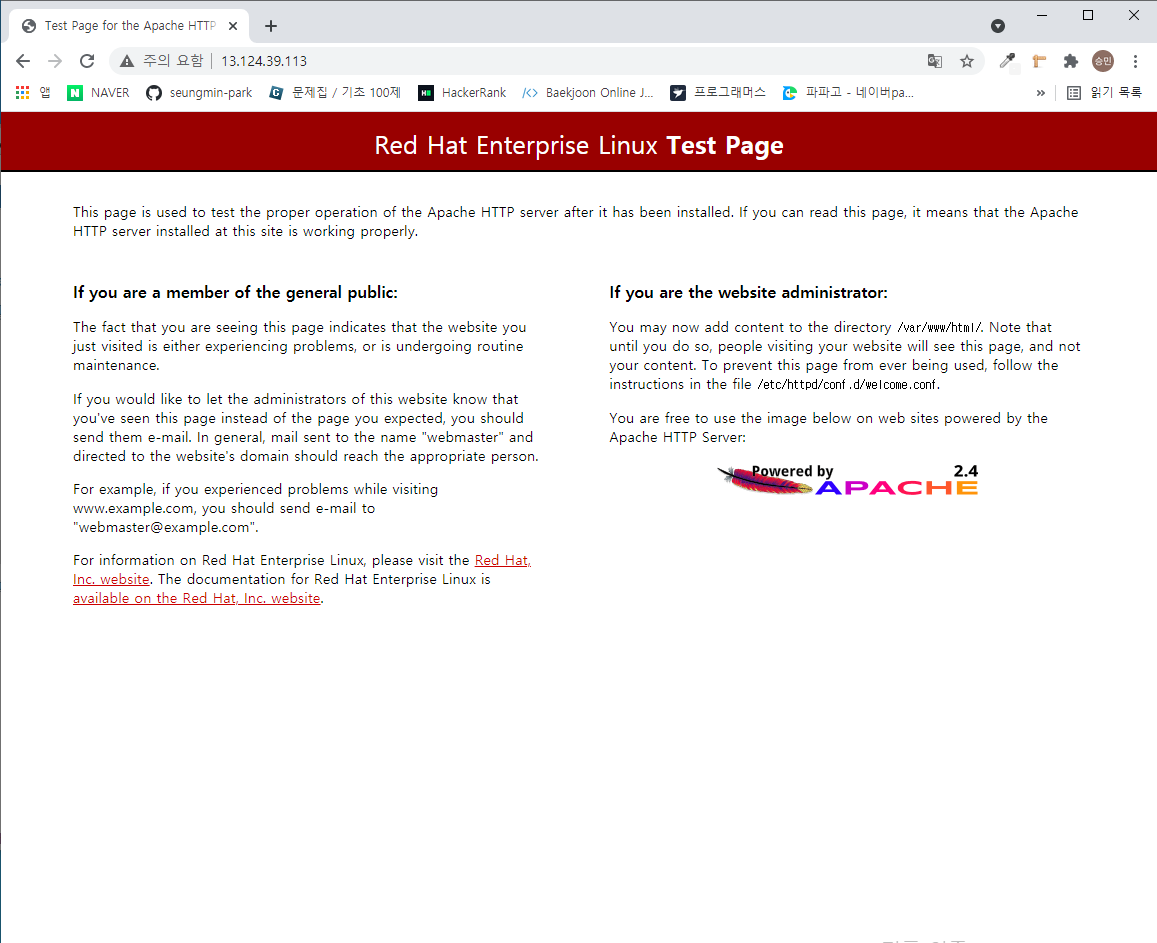 Test Page for the Apache HTTP
주의 요함 | 13.124.39.113
승민
앱 NAVER seungmin-park 문제집 / 기초 100제 HackerRank Baekjoon Online J... 프로그래머스 파파고 - 네이버pa... » 읽기 목록
Red Hat Enterprise Linux Test Page
This page is used to test the proper operation of the Apache HTTP server after it has been installed. If you can read this page, it means that the Apache
HTTP server installed at this site is working properly.
If you are a member of the general public:
The fact that you are seeing this page indicates that the website you
just visited is either experiencing problems, or is undergoing routine
maintenance.
If you would like to let the administrators of this website know that
you've seen this page instead of the page you expected, you should
send them e-mail. In general, mail sent to the name "webmaster" and
directed to the website's domain should reach the appropriate person.
For example, if you experienced problems while visiting
www.example.com, you should send e-mail to
"webmaster@example.com".
For information on Red Hat Enterprise Linux, please visit the Red Hat,
Inc. website. The documentation for Red Hat Enterprise Linux is
available on the Red Hat, Inc. website.
If you are the website administrator:
You may now add content to the directory /var/www/html/. Note that
until you do so, people visiting your website will see this page, and not
your content. To prevent this page from ever being used, follow the
instructions in the file /etc/httpd/conf.d/welcome.conf.
You are free to use the image below on web sites powered by the
Apache HTTP Server:
Powered by 2.4
APACHE